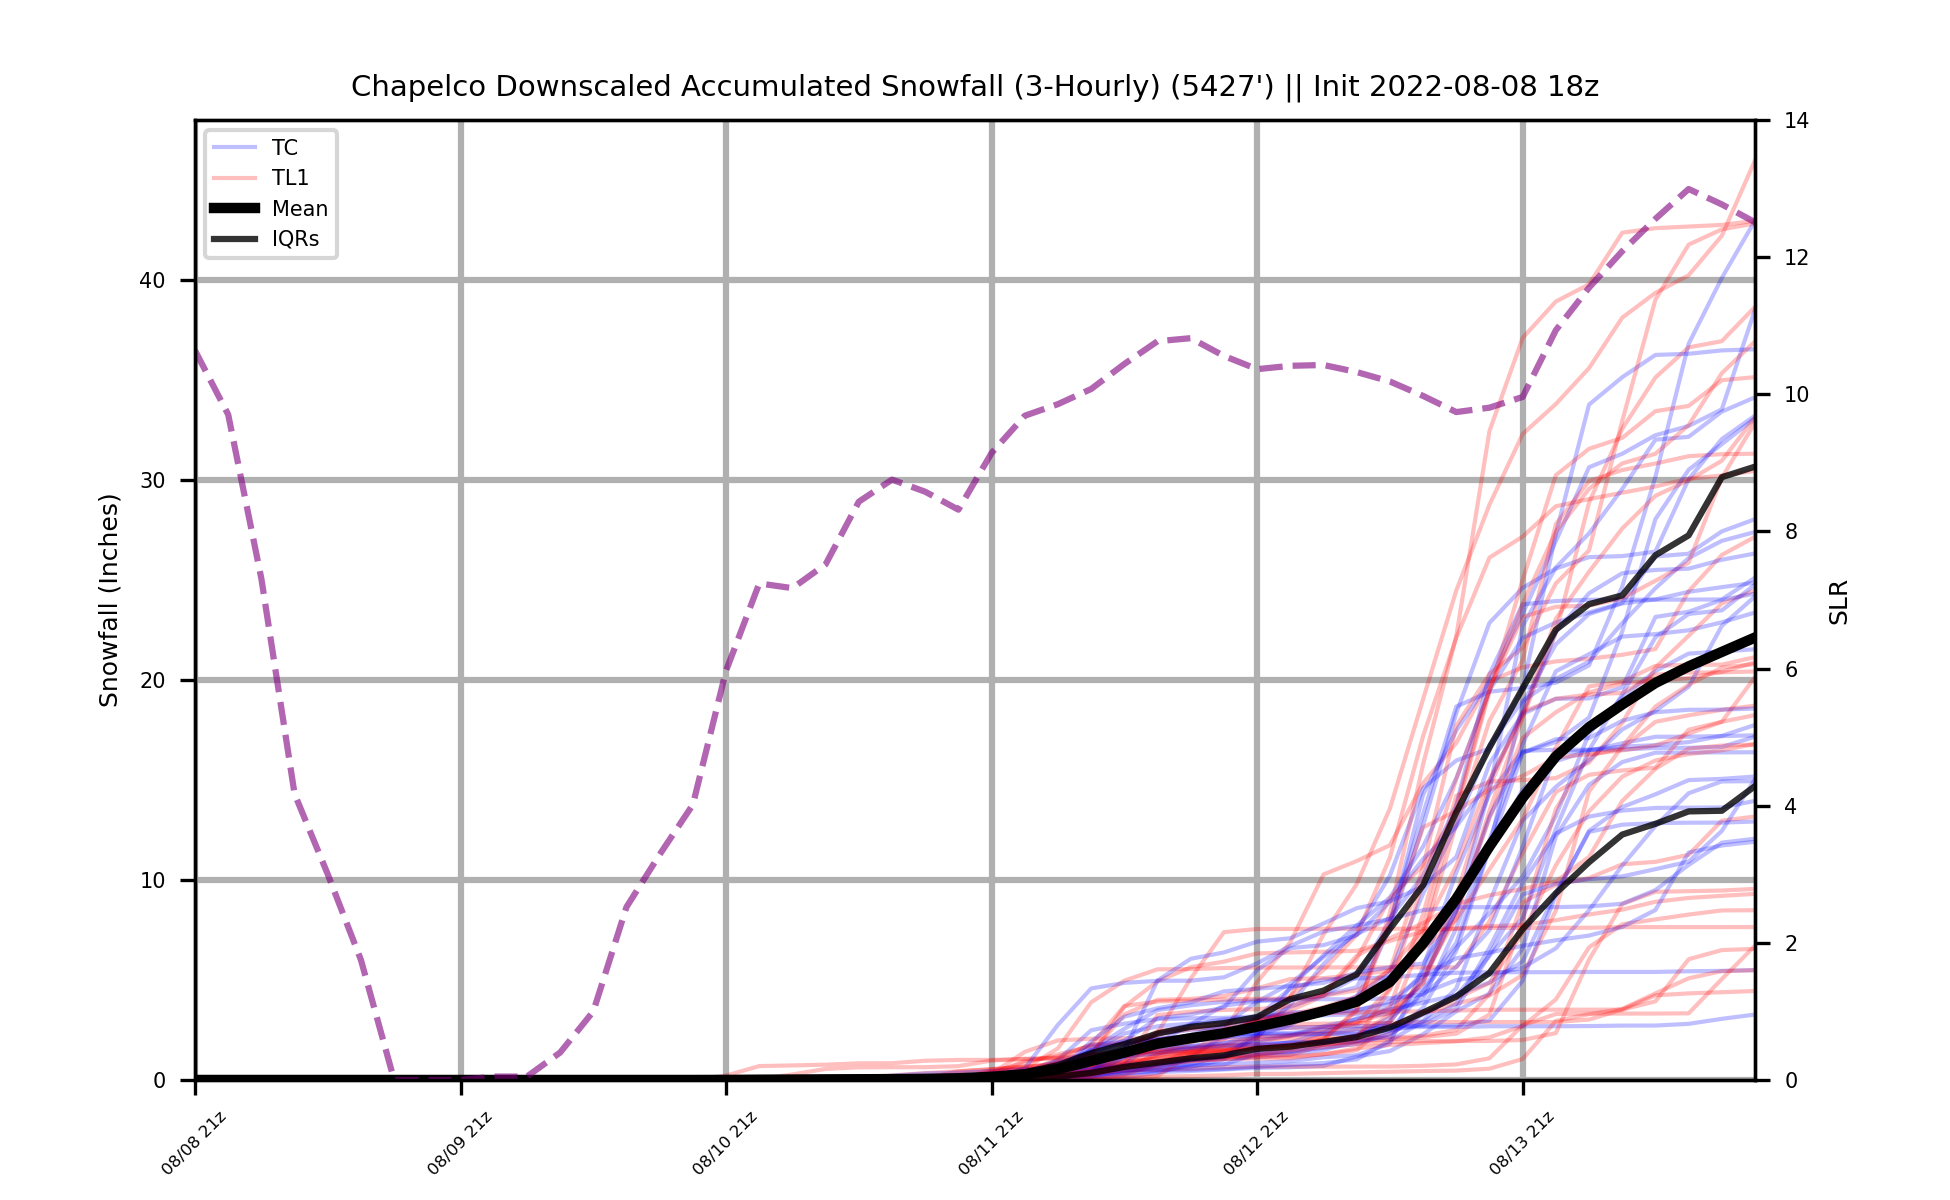 Chapelco Downscaled Accumulated Snowfall (3-Hourly) (5427') || Init 2022-08-08 18z
TC
TL1
Mean
IQRs
Snowfall (Inches)
40
30
20
10
0
14
12
10
8
6
4
2
0
SLR
08/08 21z
08/09 21z
08/10 21z
08/11 21z
08/12 21z
08/13 21z